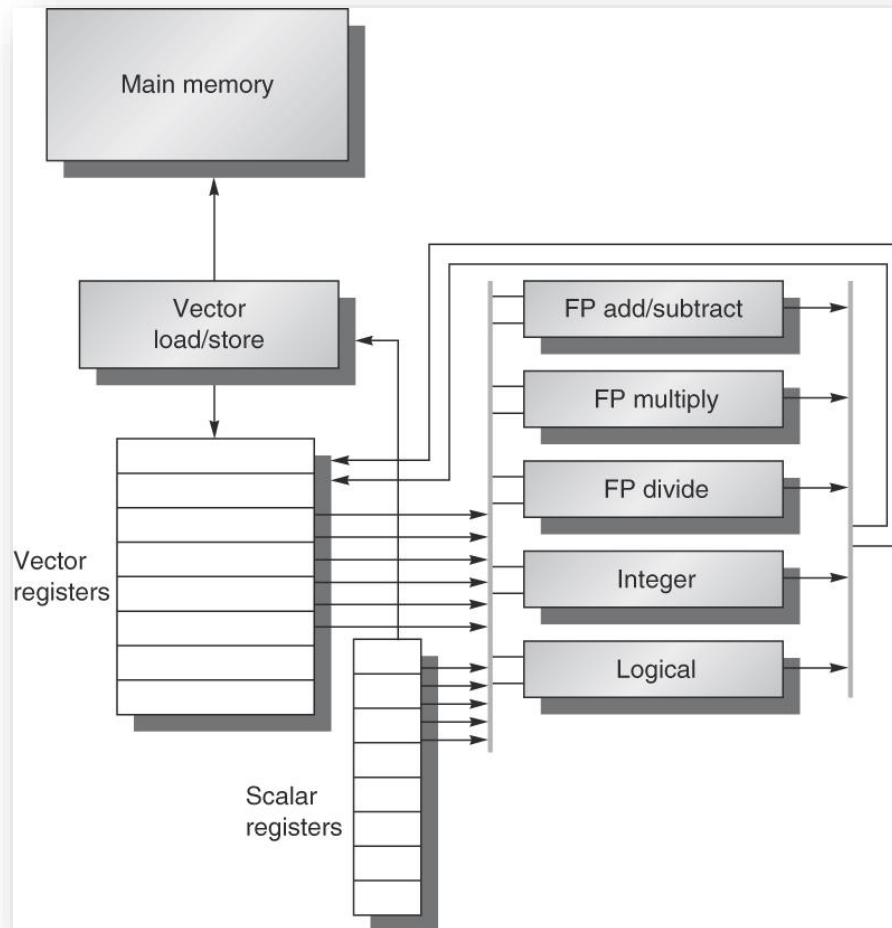 Main memory
Vector
load/store
FP add/subtract
FP multiply
FP divide
Integer
Logical
Vector
registers
Scalar
registers